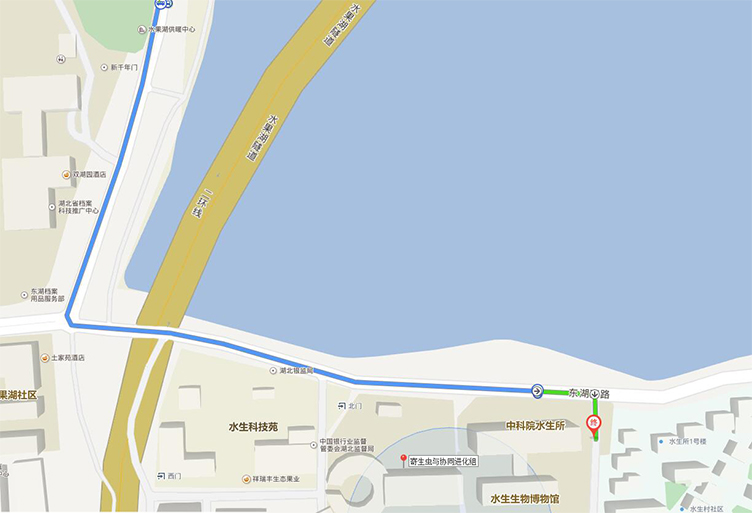 水果湖供暖中心
水果湖隧道
新千年门
水果湖隧道
双湖园酒店
二环线
湖北省档案
科技推广中心
东湖档案
用品服务部
土家苑酒店
湖北银监局
果湖社区
东湖南路
北门
终
水生科技苑
中科院水生所
中国银行业监督
管委会湖北监督局
水生所1号楼
寄生虫与协同进化组
西门
祥瑞丰生态果业
水生生物博物馆
水生村社区